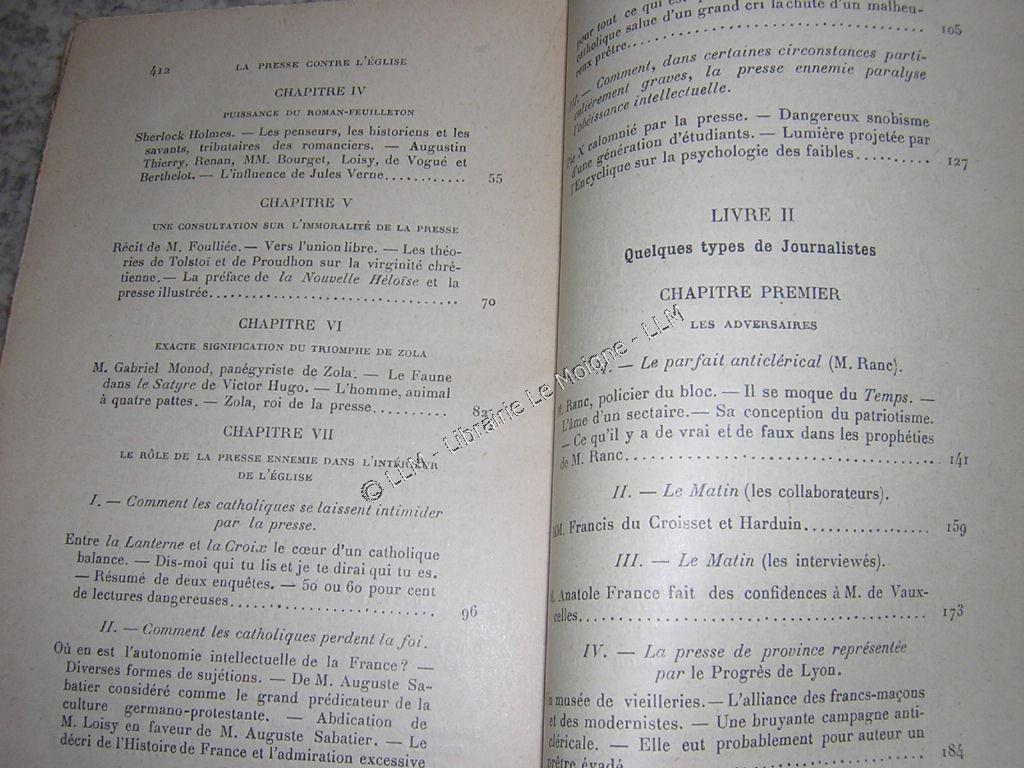 412 LA PRESSE CONTRE L'ÉGLISE
CHAPITRE IV
PUISSANCE DU ROMAN-FEUILLETON
Sherlock Holmes. — Les penseurs, les historiens et les
savants, tributaires des romanciers. — Augustin
Thierry, Renan, MM. Bourget, Loisy, de Vogué et
Berthelot. — L'influence de Jules Verne............ 55
CHAPITRE V
UNE CONSULTATION SUR L'IMMORALITÉ DE LA PRESSE
Récit de M. Foulliée. — Vers l'union libre. — Les théo-
ries de Tolstoï et de Proudhon sur la virginité chré-
tienne. — La préface de la Nouvelle Héloïse et la
presse illustrée.................................. 70
CHAPITRE VI
EXACTE SIGNIFICATION DU TRIOMPHE DE ZOLA
M. Gabriel Monod, panégyriste de Zola. — Le Faune
dans le Satyre de Victor Hugo. — L'homme, animal
à quatre pattes. — Zola, roi de la presse.......... 82
CHAPITRE VII
LE RÔLE DE LA PRESSE ENNEMIE DANS L'INTÉRIEUR
DE L'ÉGLISE
I. — Comment les catholiques se laissent intimider
par la presse.
Entre la Lanterne et la Croix le cœur d'un catholique
balance. — Dis-moi qui tu lis et je te dirai qui tu es.
— Résumé de deux enquêtes. — 50 ou 60 pour cent
de lectures dangereuses............................ 96
II. — Comment les catholiques perdent la foi.
Où en est l'autonomie intellectuelle de la France ? —
Diverses formes de sujétions. — De M. Auguste Sa-
batier considéré comme le grand prédicateur de la
culture germano-protestante. — Abdication de
M. Loisy en faveur de M. Auguste Sabatier. — Le
décri de l'Histoire de France et l'admiration excessive
pour tout ce qui est
catholique salue d'un grand cri la chute d'un malheu-
reux prêtre........................................ 105
III. — Comment, dans certaines circonstances parti-
culièrement graves, la presse ennemie paralyse
l'obéissance intellectuelle.
Pie X calomnié par la presse. — Dangereux snobisme
d'une génération d'étudiants. — Lumière projetée par
l'Encyclique sur la psychologie des faibles.......... 127
LIVRE II
Quelques types de Journalistes
CHAPITRE PREMIER
LES ADVERSAIRES
— Le parfait anticlérical (M. Ranc).
M. Ranc, policier du bloc. — Il se moque du Temps. —
L'âme d'un sectaire. — Sa conception du patriotisme.
— Ce qu'il y a de vrai et de faux dans les prophéties
de M. Ranc......................................... 141
II. — Le Matin (les collaborateurs).
MM. Francis du Croisset et Harduin................. 159
III. — Le Matin (les interviewés).
M. Anatole France fait des confidences à M. de Vaux-
celles............................................. 173
IV. — La presse de province représentée
par le Progrès de Lyon.
Un musée de vieilleries. — L'alliance des francs-maçons
et des modernistes. — Une bruyante campagne anti-
cléricale. — Elle eut probablement pour auteur un
prêtre évadé....................................... 184
© LLM - Librairie Le Moigne - LLM